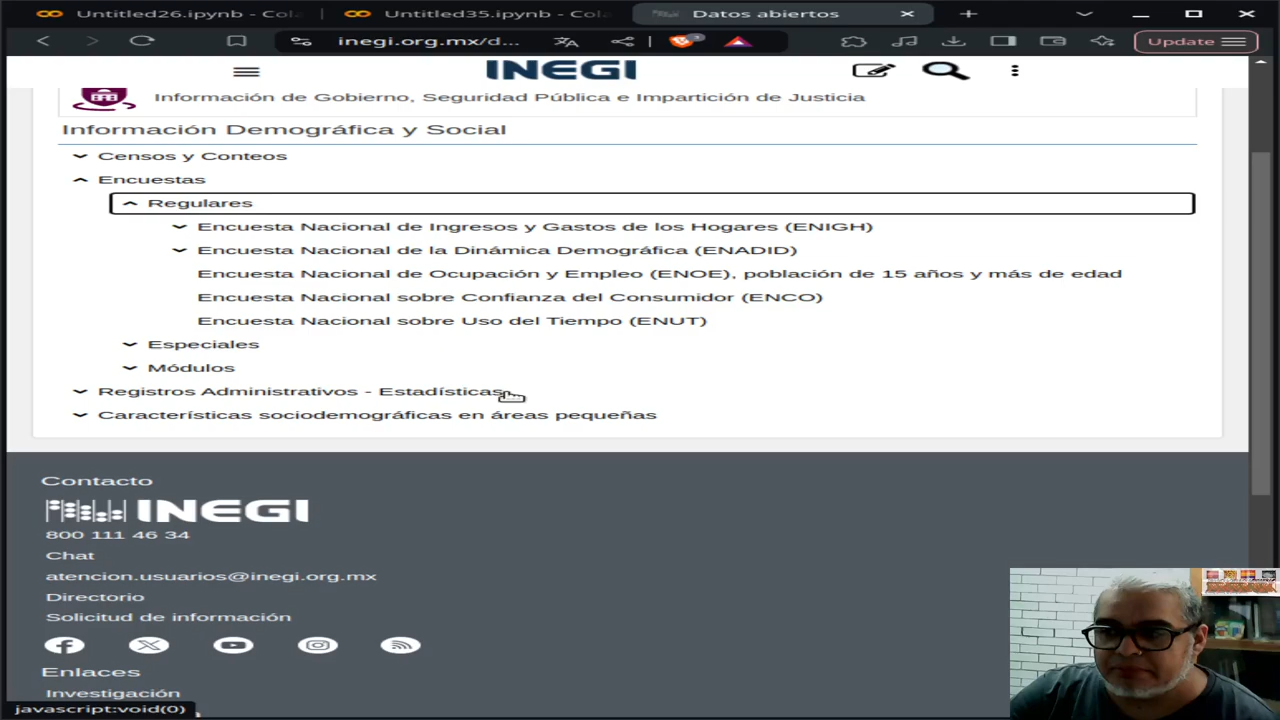 Untitled26.ipynb - Cola
Untitled35.ipynb - Cola
Datos abiertos
inegi.org.mx/d...
Update
INEGI
Información de Gobierno, Seguridad Pública e Impartición de Justicia
Información Demográfica y Social
Censos y Conteos
Encuestas
Regulares
Encuesta Nacional de Ingresos y Gastos de los Hogares (ENIGH)
Encuesta Nacional de la Dinámica Demográfica (ENADID)
Encuesta Nacional de Ocupación y Empleo (ENOE), población de 15 años y más de edad
Encuesta Nacional sobre Confianza del Consumidor (ENCO)
Encuesta Nacional sobre Uso del Tiempo (ENUT)
Especiales
Módulos
Registros Administrativos - Estadísticas
Características sociodemográficas en áreas pequeñas
Contacto
INEGI
800 111 46 34
Chat
atencion.usuarios@inegi.org.mx
Directorio
Solicitud de información
Enlaces
Investigación
javascript:void(0)